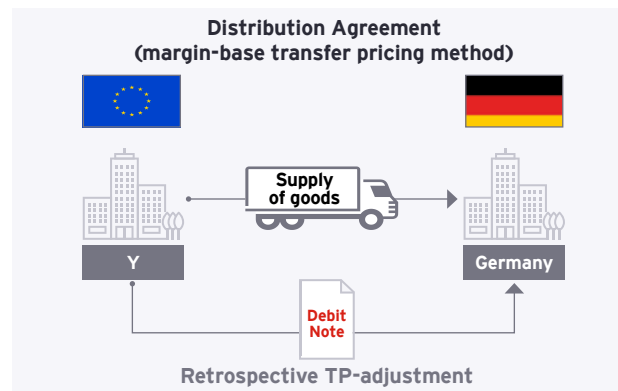 Distribution Agreement
(margin-base transfer pricing method)
Supply
of goods
Y
Germany
Debit
Note
Retrospective TP-adjustment